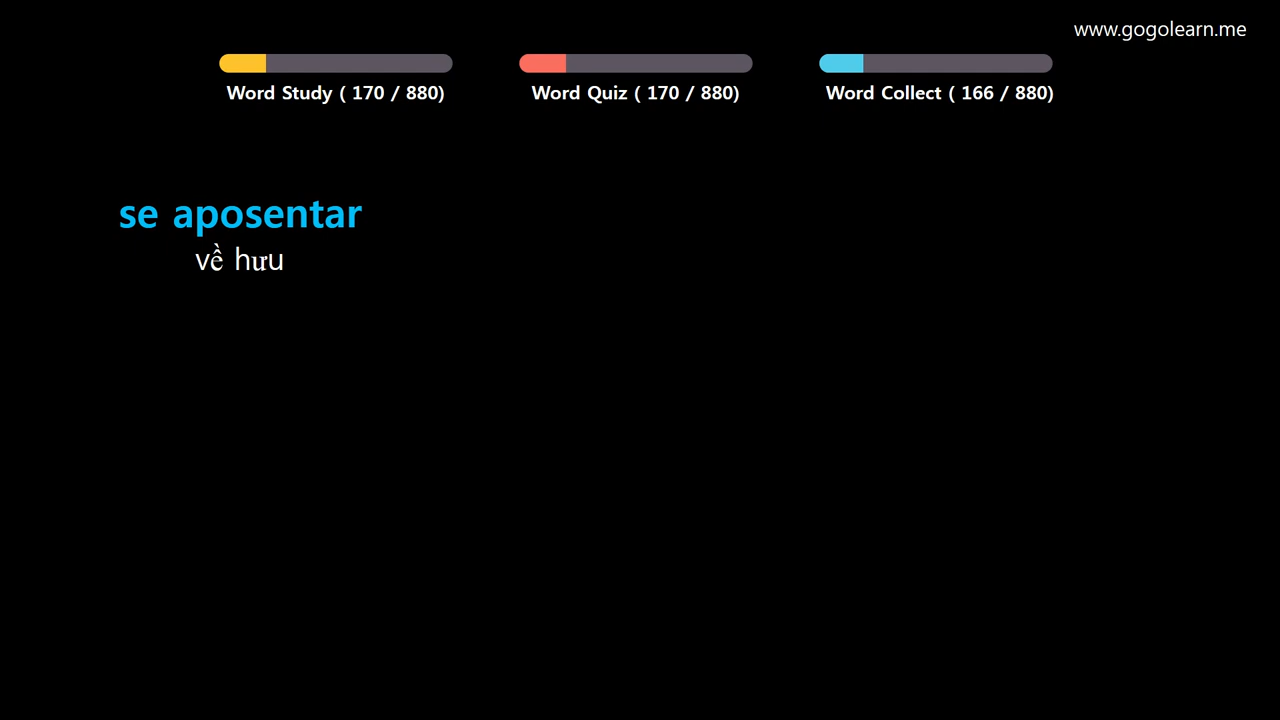 www.gogolearn.me
Word Study ( 170 / 880)
Word Quiz ( 170 / 880)
Word Collect ( 166 / 880)
se aposentar
về hưu